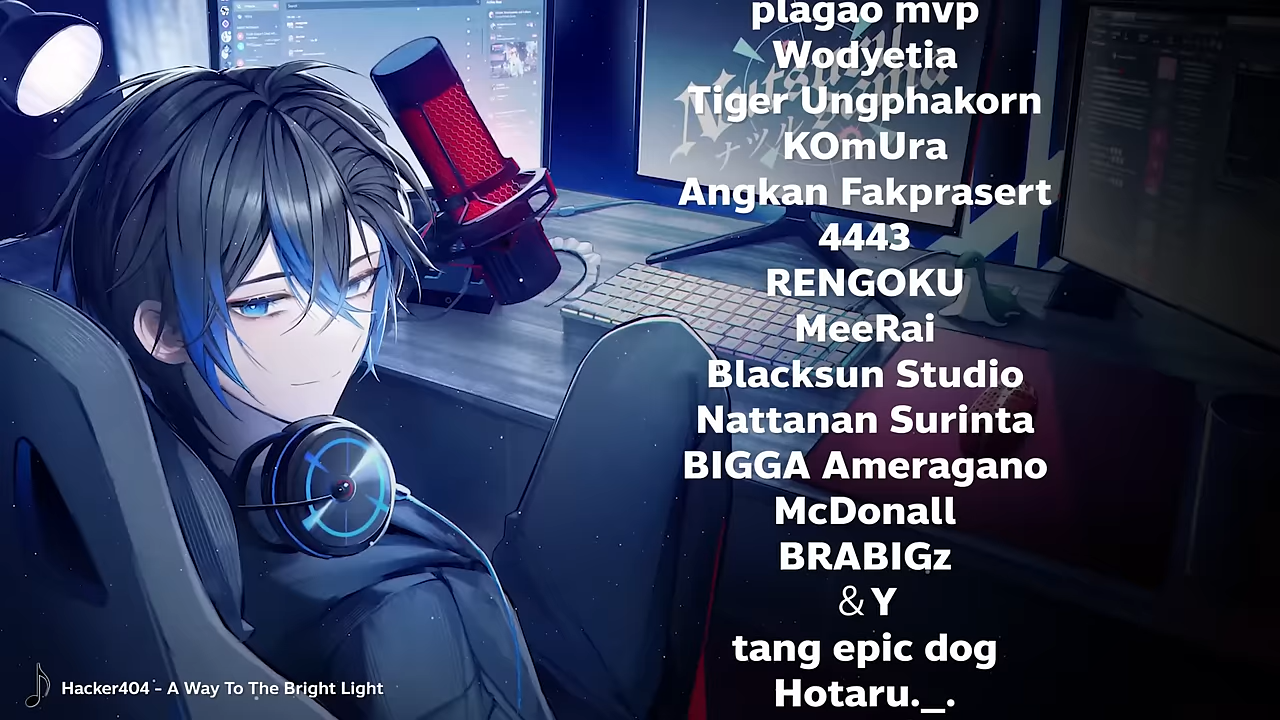 plagao mvp
Wodyetia
Tiger Ungphakorn
KOmUra
Angkan Fakprasert
4443
RENGOKU
MeeRai
Blacksun Studio
Nattanan Surinta
BIGGA Ameragano
McDonall
BRABIGz
＆Y
tang epic dog
Hotaru._.
Hacker404 - A Way To The Bright Light